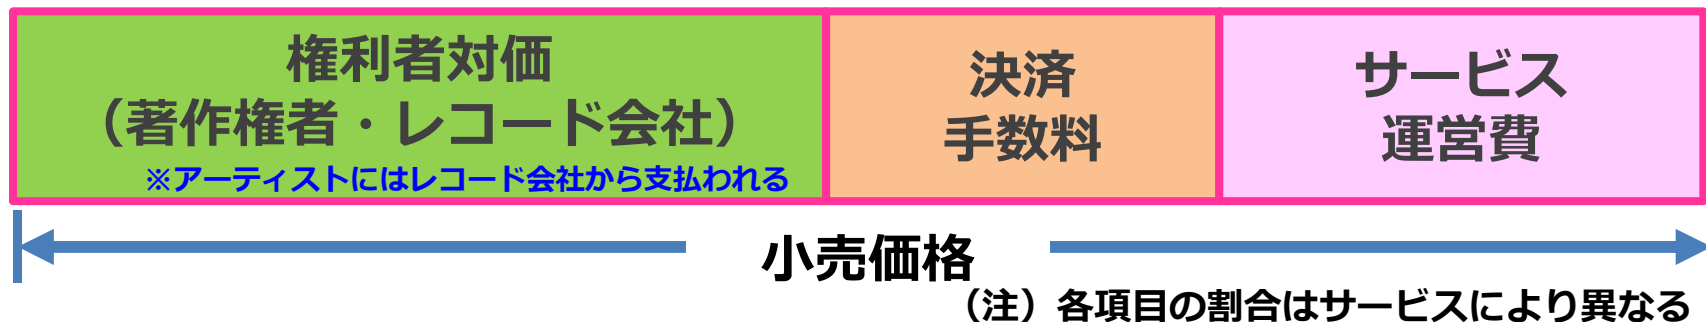 権利者対価
（著作権者・レコード会社）
※アーティストにはレコード会社から支払われる
決済
手数料
サービス
運営費
小売価格
（注）各項目の割合はサービスにより異なる